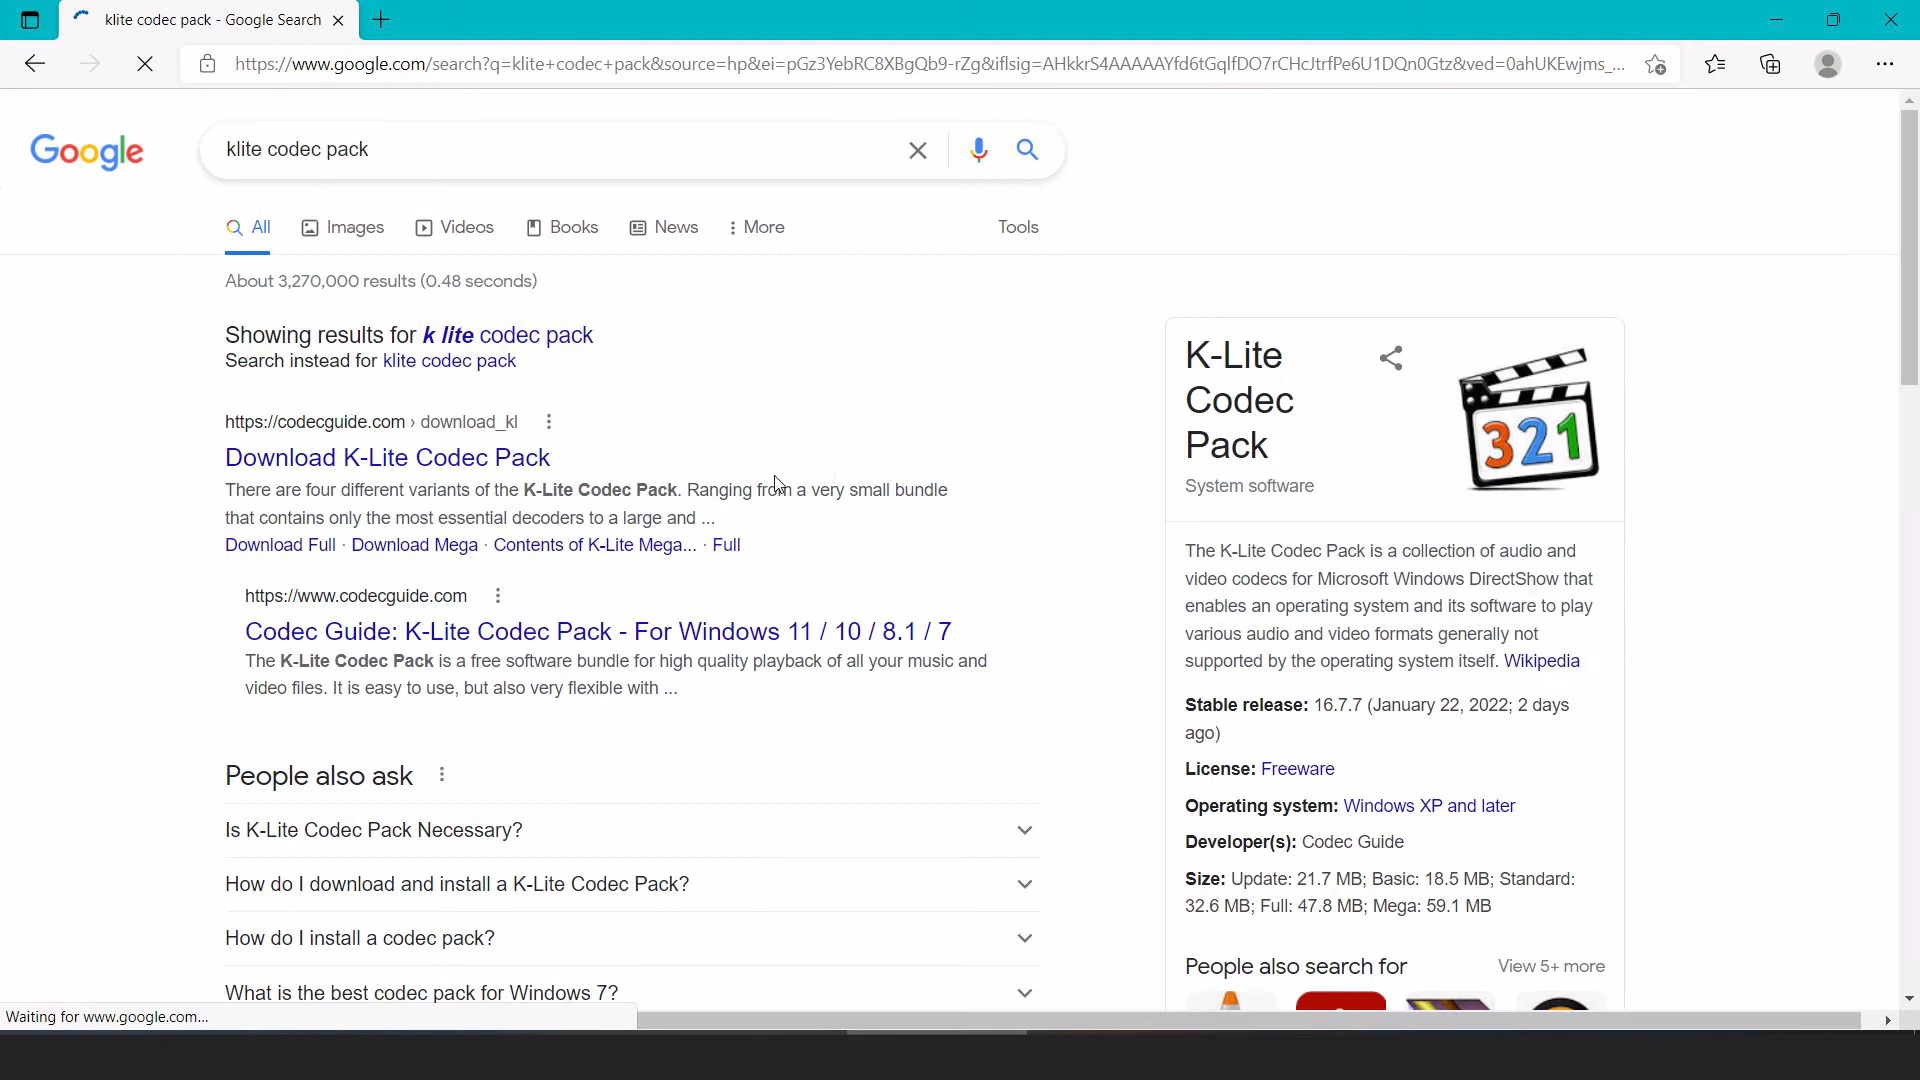 klite codec pack - Google Search
https://www.google.com/search?q=klite+codec+pack&source=hp&ei=pGz3YebRC8XBgQb9-rZg&iflsig=AHkkrS4AAAAAYfd6tGqlfDO7rCHcJtrfPe6U1DQn0Gtz&ved=0ahUKEwjms_...
Google
klite codec pack
All
Images
Videos
Books
News
More
Tools
About 3,270,000 results (0.48 seconds)
Showing results for k lite codec pack
Search instead for klite codec pack
https://codecguide.com › download_kl
Download K-Lite Codec Pack
There are four different variants of the K-Lite Codec Pack. Ranging from a very small bundle
that contains only the most essential decoders to a large and ...
Download Full · Download Mega · Contents of K-Lite Mega... · Full
https://www.codecguide.com
Codec Guide: K-Lite Codec Pack - For Windows 11 / 10 / 8.1 / 7
The K-Lite Codec Pack is a free software bundle for high quality playback of all your music and
video files. It is easy to use, but also very flexible with ...
People also ask
Is K-Lite Codec Pack Necessary?
How do I download and install a K-Lite Codec Pack?
How do I install a codec pack?
What is the best codec pack for Windows 7?
K-Lite
Codec
Pack
System software
321
The K-Lite Codec Pack is a collection of audio and
video codecs for Microsoft Windows DirectShow that
enables an operating system and its software to play
various audio and video formats generally not
supported by the operating system itself. Wikipedia
Stable release: 16.7.7 (January 22, 2022; 2 days
ago)
License: Freeware
Operating system: Windows XP and later
Developer(s): Codec Guide
Size: Update: 21.7 MB; Basic: 18.5 MB; Standard:
32.6 MB; Full: 47.8 MB; Mega: 59.1 MB
People also search for
View 5+ more
Waiting for www.google.com...